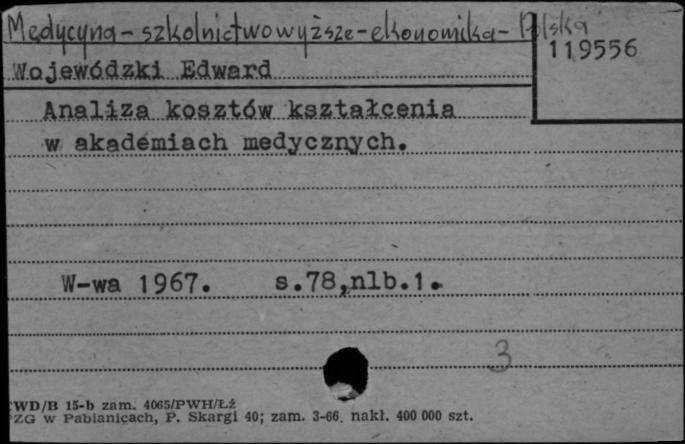 Medycyna - szkolnictwo wyższe - ekonomika - Polska
119556
Wojewódzki Edward
Analiza kosztów kształcenia
w akademiach medycznych.
W-wa 1967. s.78,nlb.1.
3
WD/B 15-b zam. 4065/PWH/Łź
ZG w Pabianicach, P. Skargi 40; zam. 3-66. nakł. 400 000 szt.